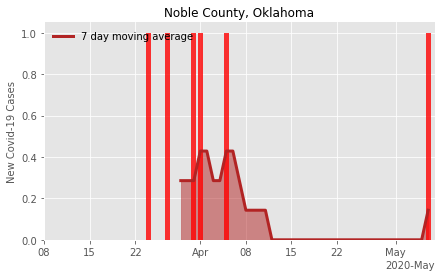 Noble County, Oklahoma
7 day moving average
New Covid-19 Cases
1.0
0.8
0.6
0.4
0.2
0.0
08 15 22 Apr 08 15 22 May
2020-May